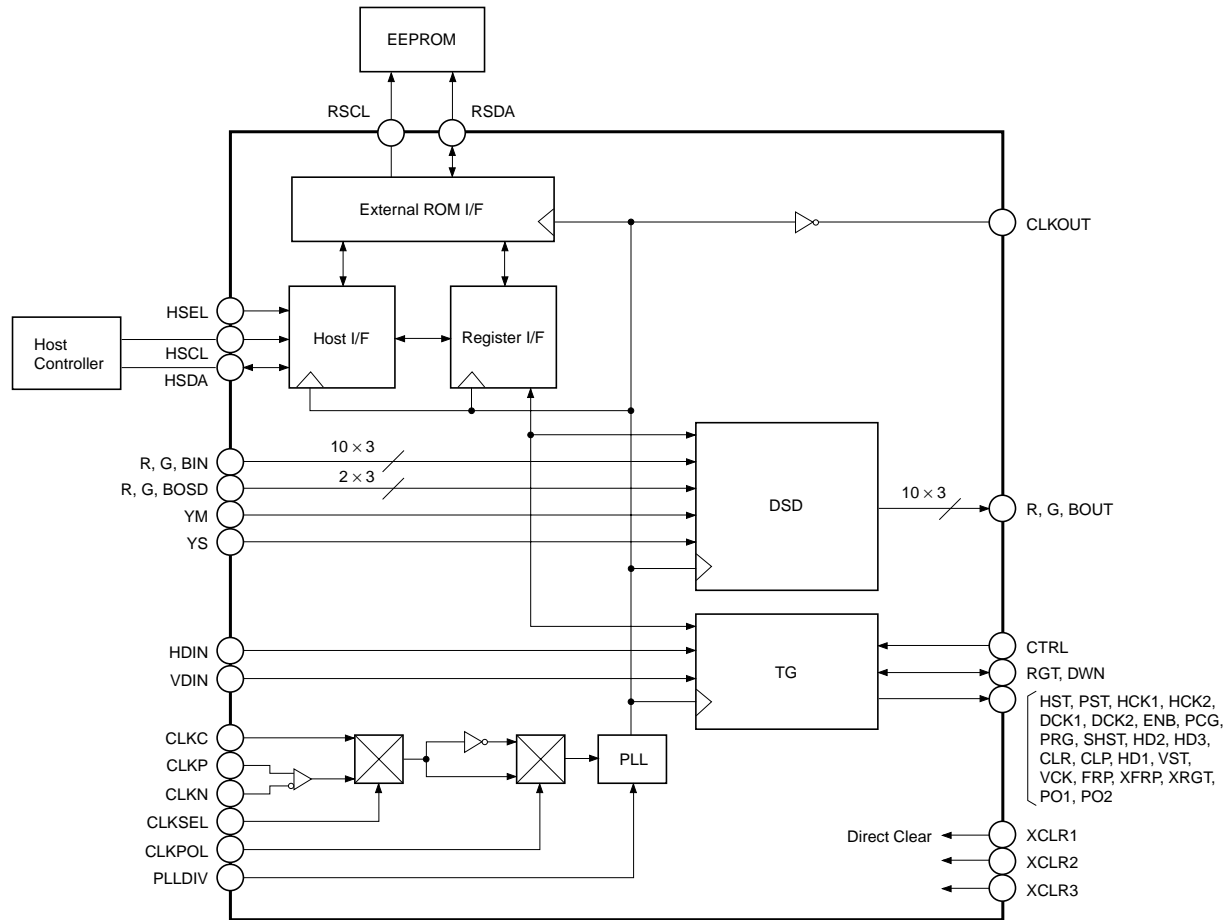 EEPROM
RSCL
RSDA
External ROM I/F
CLKOUT
HSEL
Host
Controller
HSCL
HSDA
Host I/F
Register I/F
10 × 3
R, G, BIN
2 × 3
R, G, BOSD
YM
YS
DSD
10 × 3
R, G, BOUT
HDIN
VDIN
TG
CTRL
RGT, DWN
HST, PST, HCK1, HCK2,
DCK1, DCK2, ENB, PCG,
PRG, SHST, HD2, HD3,
CLR, CLP, HD1, VST,
VCK, FRP, XFRP, XRGT,
PO1, PO2
CLKC
CLKP
CLKN
CLKSEL
CLKPOL
PLLDIV
PLL
Direct Clear
XCLR1
XCLR2
XCLR3